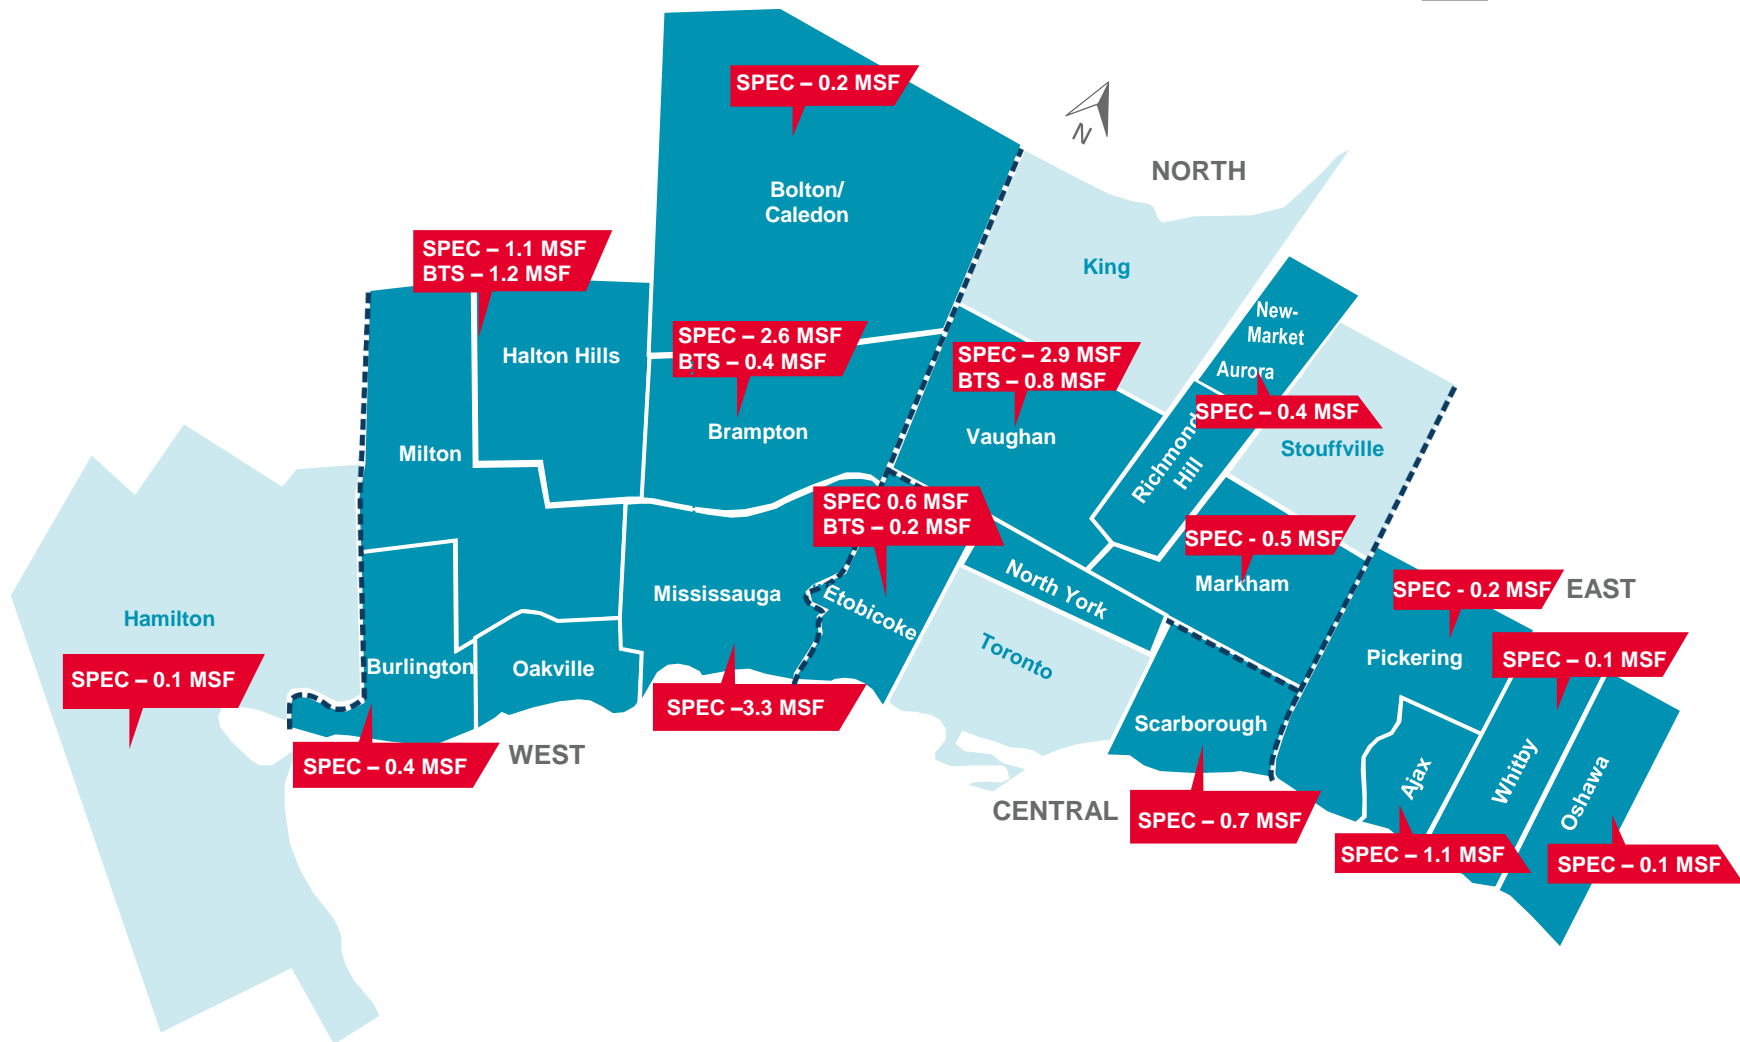 SPEC – 0.2 MSF
N
NORTH
Bolton/
Caledon
SPEC – 1.1 MSF
BTS – 1.2 MSF
King
New-
Market
Aurora
SPEC – 2.6 MSF
BTS – 0.4 MSF
SPEC – 2.9 MSF
BTS – 0.8 MSF
Halton Hills
SPEC – 0.4 MSF
Brampton
Vaughan
Richmond
Hill
Stouffville
Milton
SPEC 0.6 MSF
BTS – 0.2 MSF
SPEC - 0.5 MSF
Markham
North York
Mississauga
Etobicoke
SPEC - 0.2 MSF
EAST
Hamilton
Toronto
Pickering
SPEC – 0.1 MSF
Burlington
Oakville
SPEC – 0.1 MSF
SPEC –3.3 MSF
Scarborough
WEST
SPEC – 0.4 MSF
Ajax
Whitby
Oshawa
CENTRAL
SPEC – 0.7 MSF
SPEC – 1.1 MSF
SPEC – 0.1 MSF